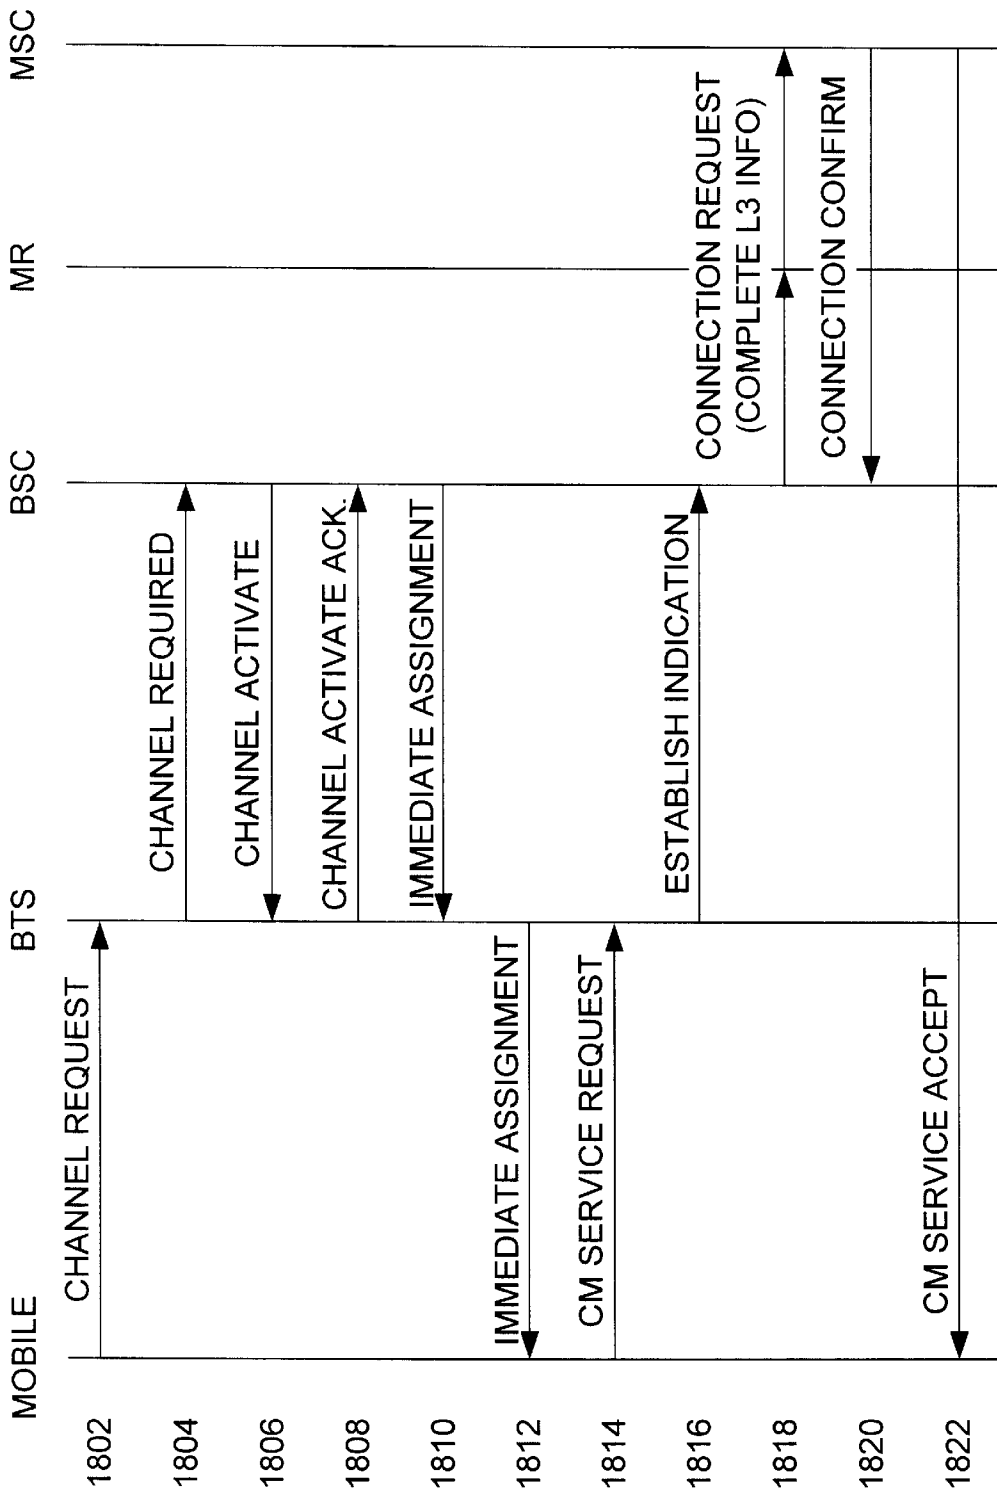 MOBILE
BTS
BSC
MR
MSC
1802
CHANNEL REQUEST
1804
CHANNEL REQUIRED
1806
CHANNEL ACTIVATE
1808
CHANNEL ACTIVATE ACK.
1810
IMMEDIATE ASSIGNMENT
1812
IMMEDIATE ASSIGNMENT
1814
CM SERVICE REQUEST
1816
ESTABLISH INDICATION
1818
CONNECTION REQUEST
(COMPLETE L3 INFO)
1820
CONNECTION CONFIRM
1822
CM SERVICE ACCEPT